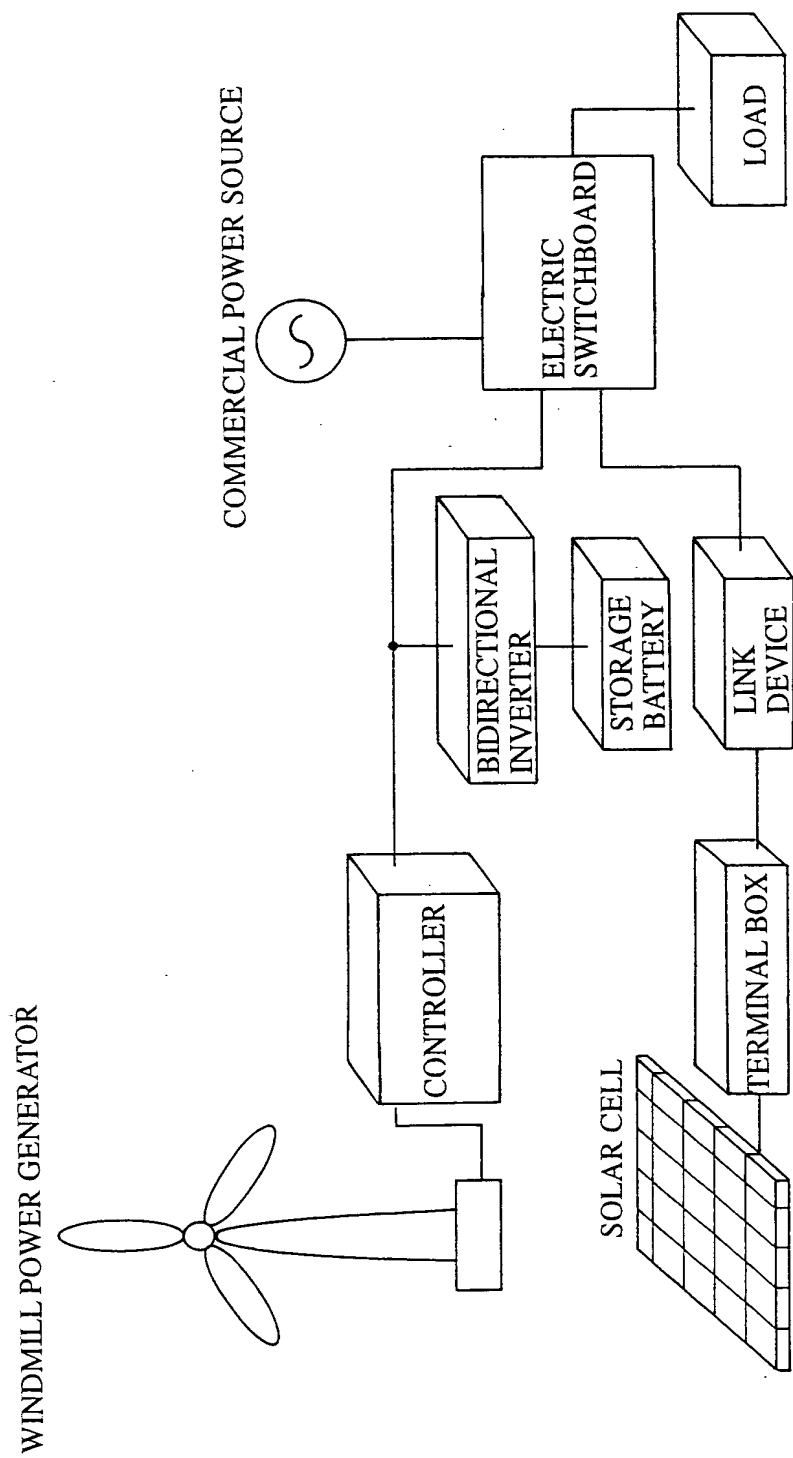 WINDMILL POWER GENERATOR
COMMERCIAL POWER SOURCE
CONTROLLER
BIDIRECTIONAL
INVERTER
ELECTRIC
SWITCHBOARD
STORAGE
BATTERY
SOLAR CELL
TERMINAL BOX
LINK
DEVICE
LOAD